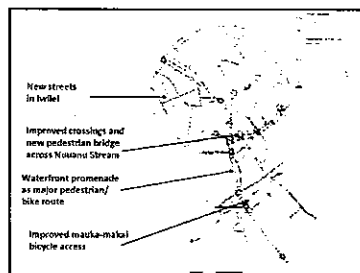 New streets
in Iwilei
Improved crossings and
new pedestrian bridge
across Nuuanu Stream
Waterfront promenade
as major pedestrian/
bike route
Improved mauka-makai
bicycle access